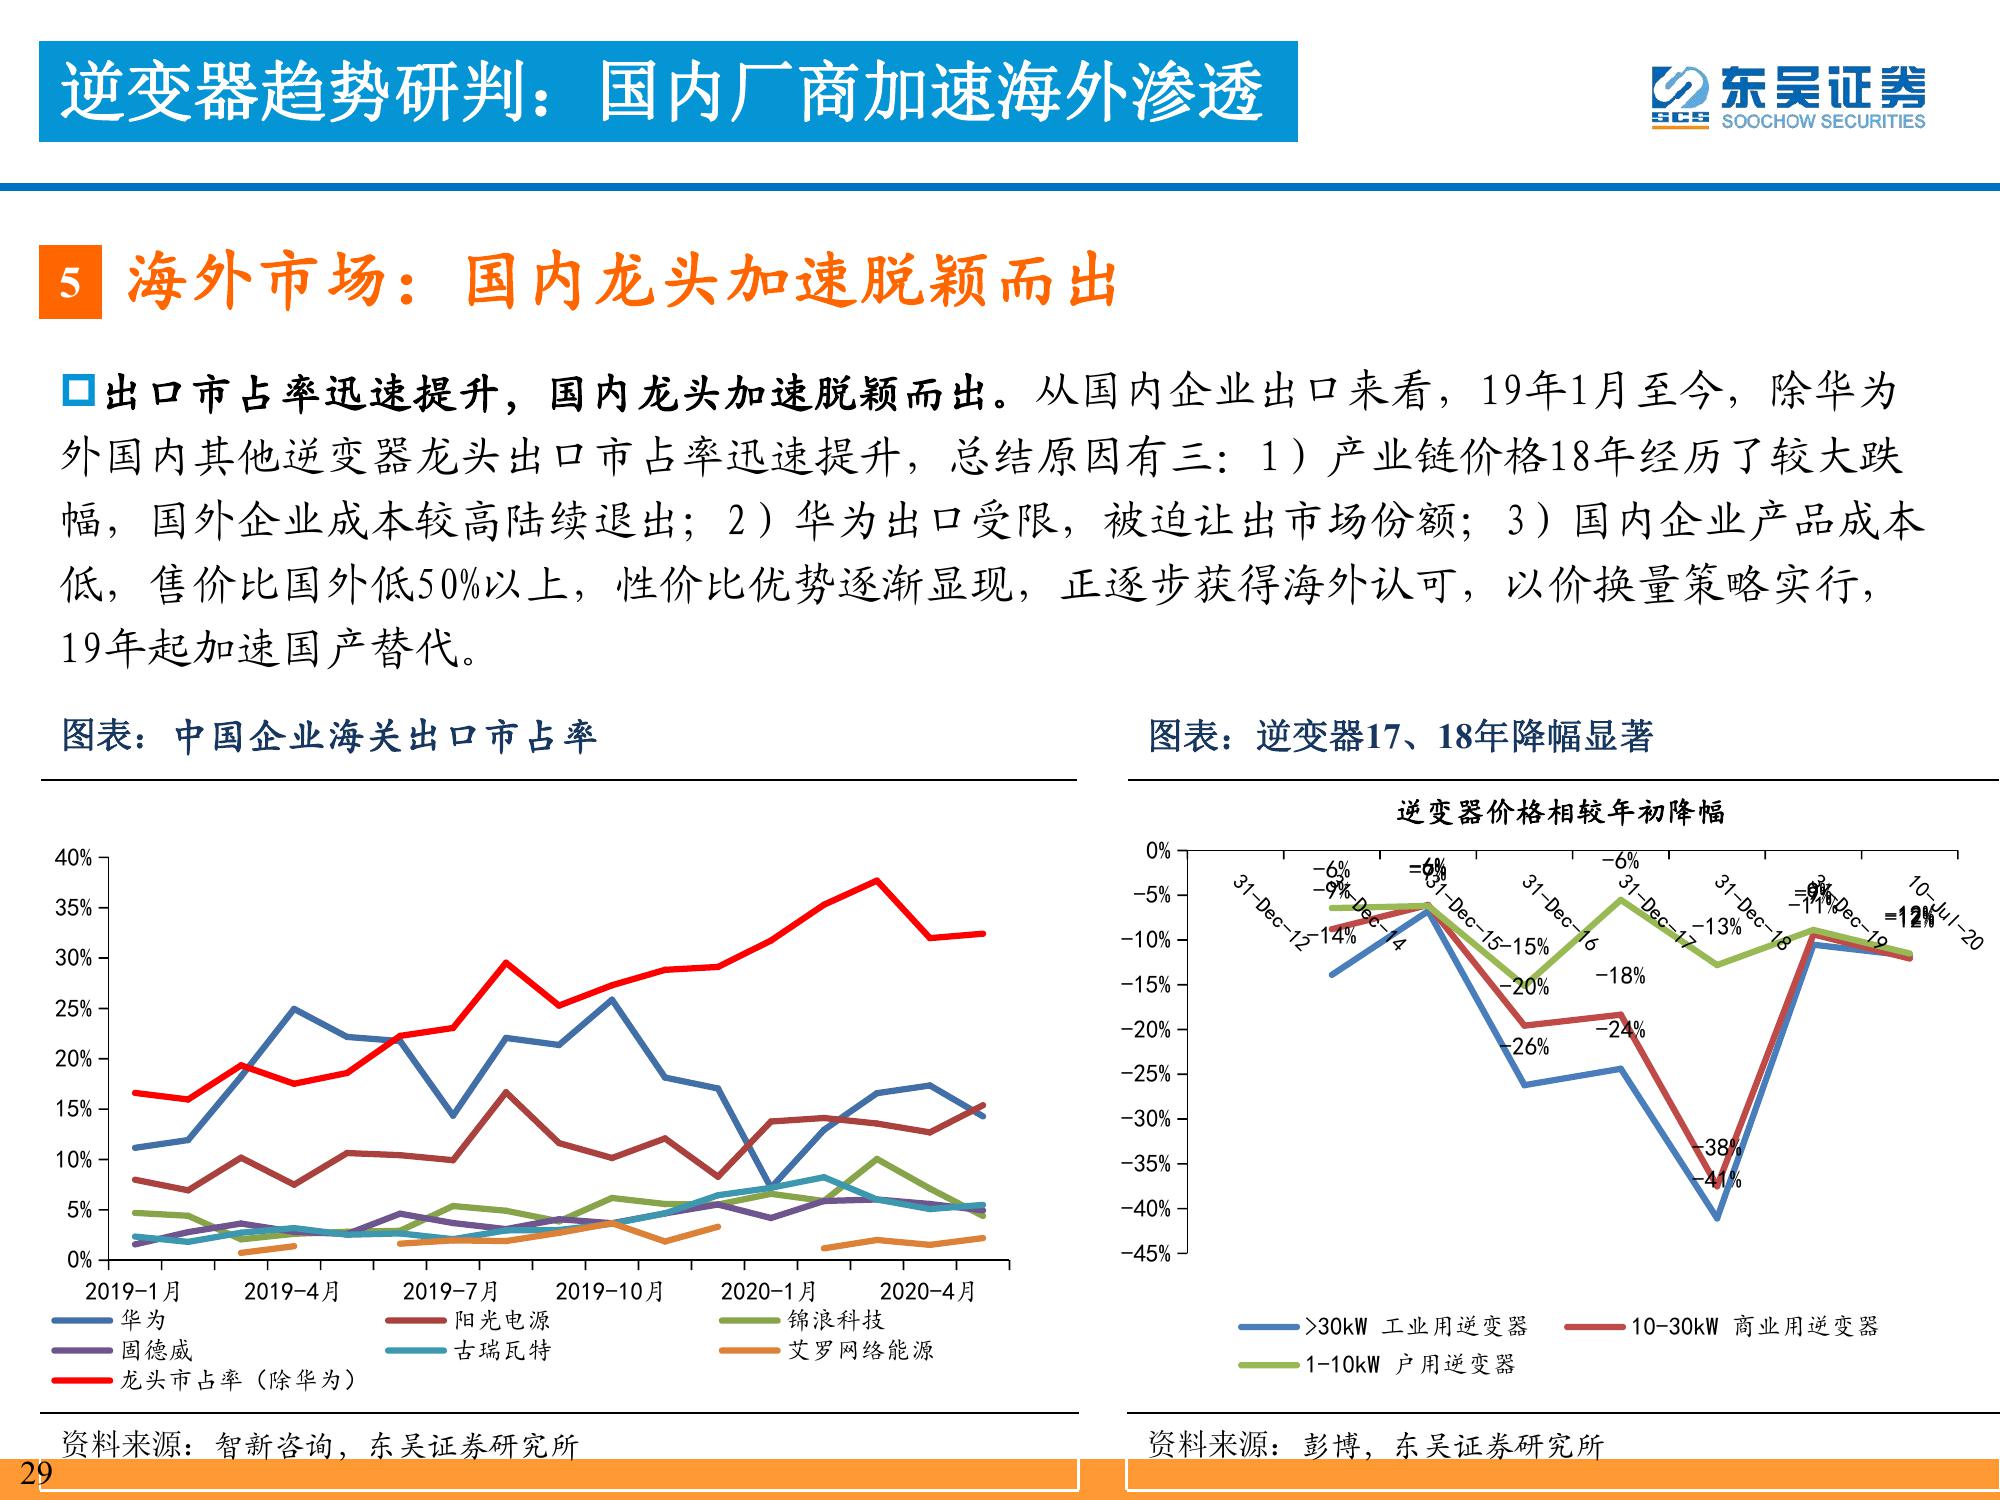 逆变器趋势研判：国内厂商加速海外渗透
东吴证券
SCS SOOCHOW SECURITIES
5 海外市场：国内龙头加速脱颖而出
出口市占率迅速提升，国内龙头加速脱颖而出。从国内企业出口来看，19年1月至今，除华为
外国内其他逆变器龙头出口市占率迅速提升，总结原因有三：1）产业链价格18年经历了较大跌
幅，国外企业成本较高陆续退出；2）华为出口受限，被迫让出市场份额；3）国内企业产品成本
低，售价比国外低50%以上，性价比优势逐渐显现，正逐步获得海外认可，以价换量策略实行，
19年起加速国产替代。
图表：中国企业海关出口市占率
40%
35%
30%
25%
20%
15%
10%
5%
0%
2019-1月 2019-4月 2019-7月 2019-10月 2020-1月 2020-4月
华为 阳光电源 锦浪科技
固德威 古瑞瓦特 艾罗网络能源
龙头市占率（除华为）
资料来源：智新咨询，东吴证券研究所
图表：逆变器17、18年降幅显著
逆变器价格相较年初降幅
0%
-5%
-10%
-15%
-20%
-25%
-30%
-35%
-40%
-45%
31-Dec-12 31-Dec-14 31-Dec-15 31-Dec-16 31-Dec-17 31-Dec-18 31-Dec-19 10-Jul-20
-6%
-9%
-14%
-15%
-20%
-26%
-6%
-18%
-24%
-13%
-38%
-41%
-11%
-12%
>30kW 工业用逆变器 10-30kW 商业用逆变器
1-10kW 户用逆变器
资料来源：彭博，东吴证券研究所
29